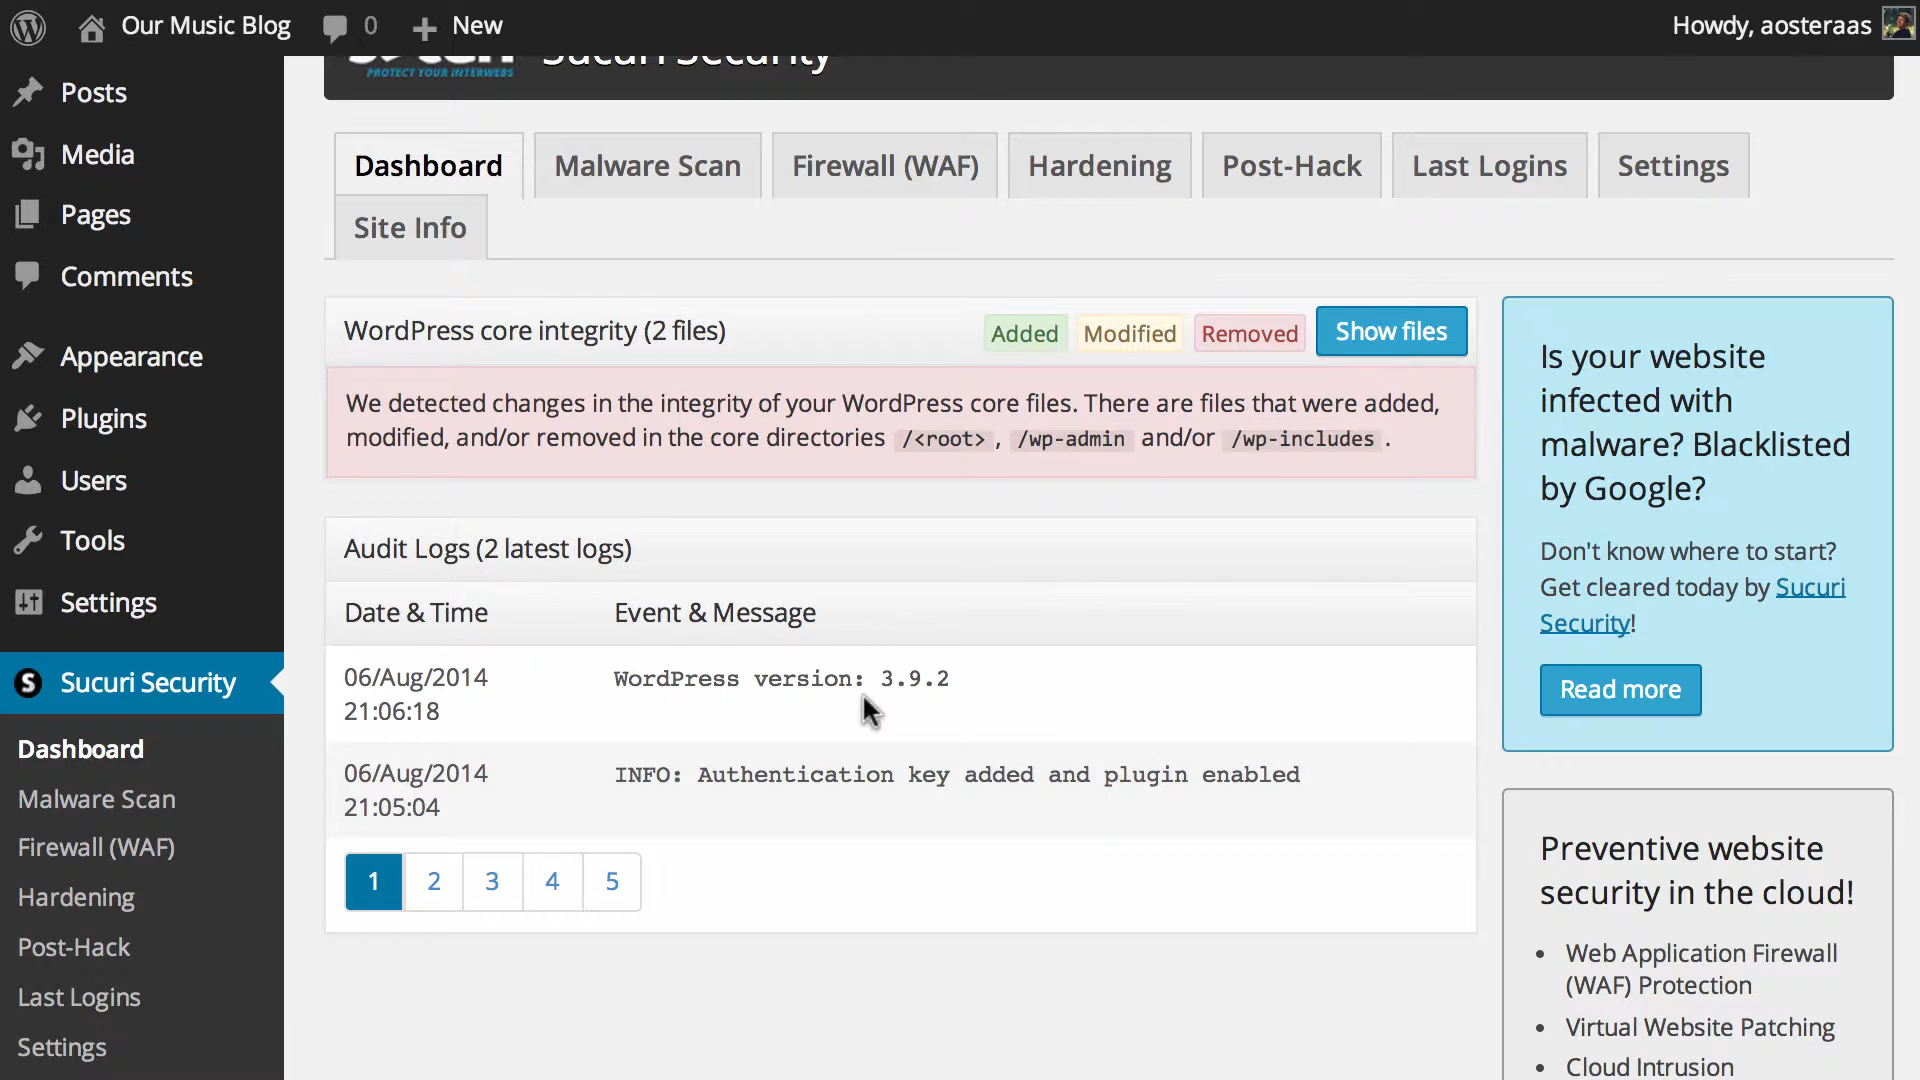 Our Music Blog 0 New Howdy, aosteraas
Posts
Media
Pages
Comments
Appearance
Plugins
Users
Tools
Settings
Sucuri Security
Dashboard
Malware Scan
Firewall (WAF)
Hardening
Post-Hack
Last Logins
Settings
PROTECT YOUR INTERWEBS
Sucuri Security
Dashboard Malware Scan Firewall (WAF) Hardening Post-Hack Last Logins Settings
Site Info
WordPress core integrity (2 files) Added Modified Removed Show files
We detected changes in the integrity of your WordPress core files. There are files that were added,
modified, and/or removed in the core directories /<root> , /wp-admin and/or /wp-includes .
Audit Logs (2 latest logs)
Date & Time Event & Message
06/Aug/2014 WordPress version: 3.9.2
21:06:18
06/Aug/2014 INFO: Authentication key added and plugin enabled
21:05:04
1 2 3 4 5
Is your website
infected with
malware? Blacklisted
by Google?
Don't know where to start?
Get cleared today by Sucuri
Security!
Read more
Preventive website
security in the cloud!
• Web Application Firewall
(WAF) Protection
• Virtual Website Patching
• Cloud Intrusion